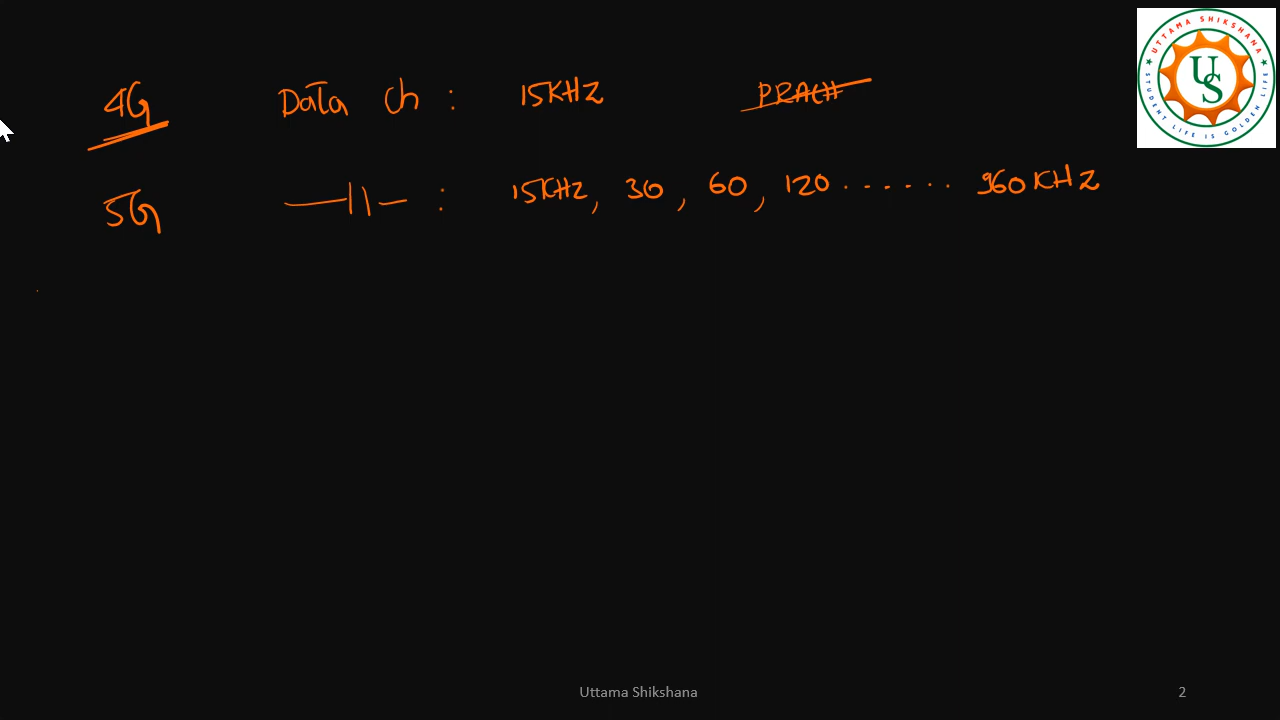 4G Data Ch : 15KHz PRACH
5G —||— : 15KHz, 30, 60, 120 ....... 960KHz
UTTAMA SHIKSHANA
US
STUDENT LIFE IS GOLDEN LIFE
Uttama Shikshana
2